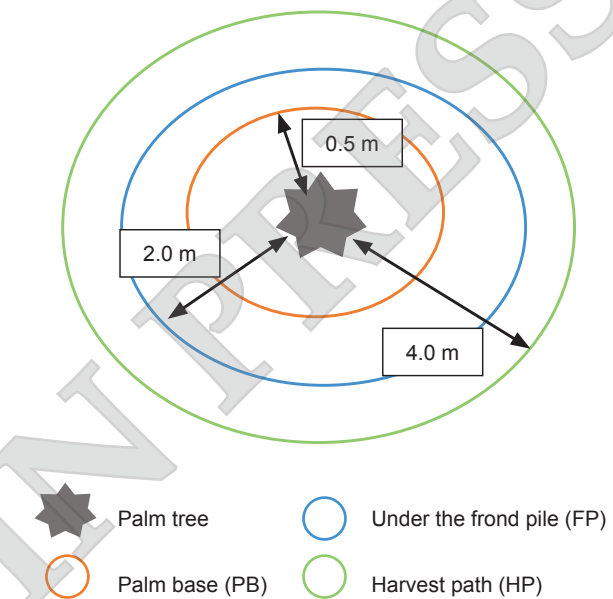 0.5 m
2.0 m
4.0 m
Palm tree
Under the frond pile (FP)
Palm base (PB)
Harvest path (HP)
IN PRESS